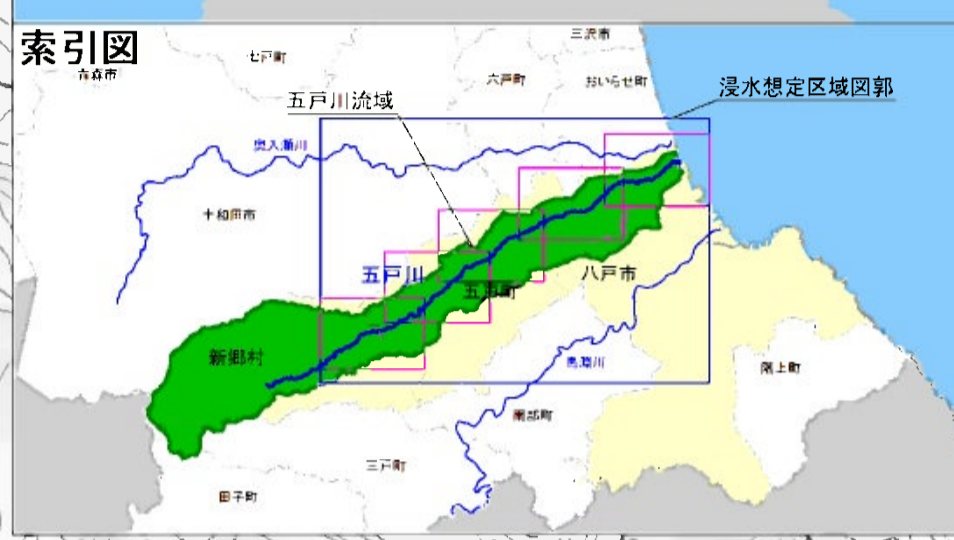 索引図
三沢市
七戸町
青森市
六戸町
おいらせ町
浸水想定区域図郭
五戸川流域
奥入瀬川
十和田市
五戸川
八戸市
五戸町
新郷村
馬淵川
階上町
南部町
三戸町
田子町